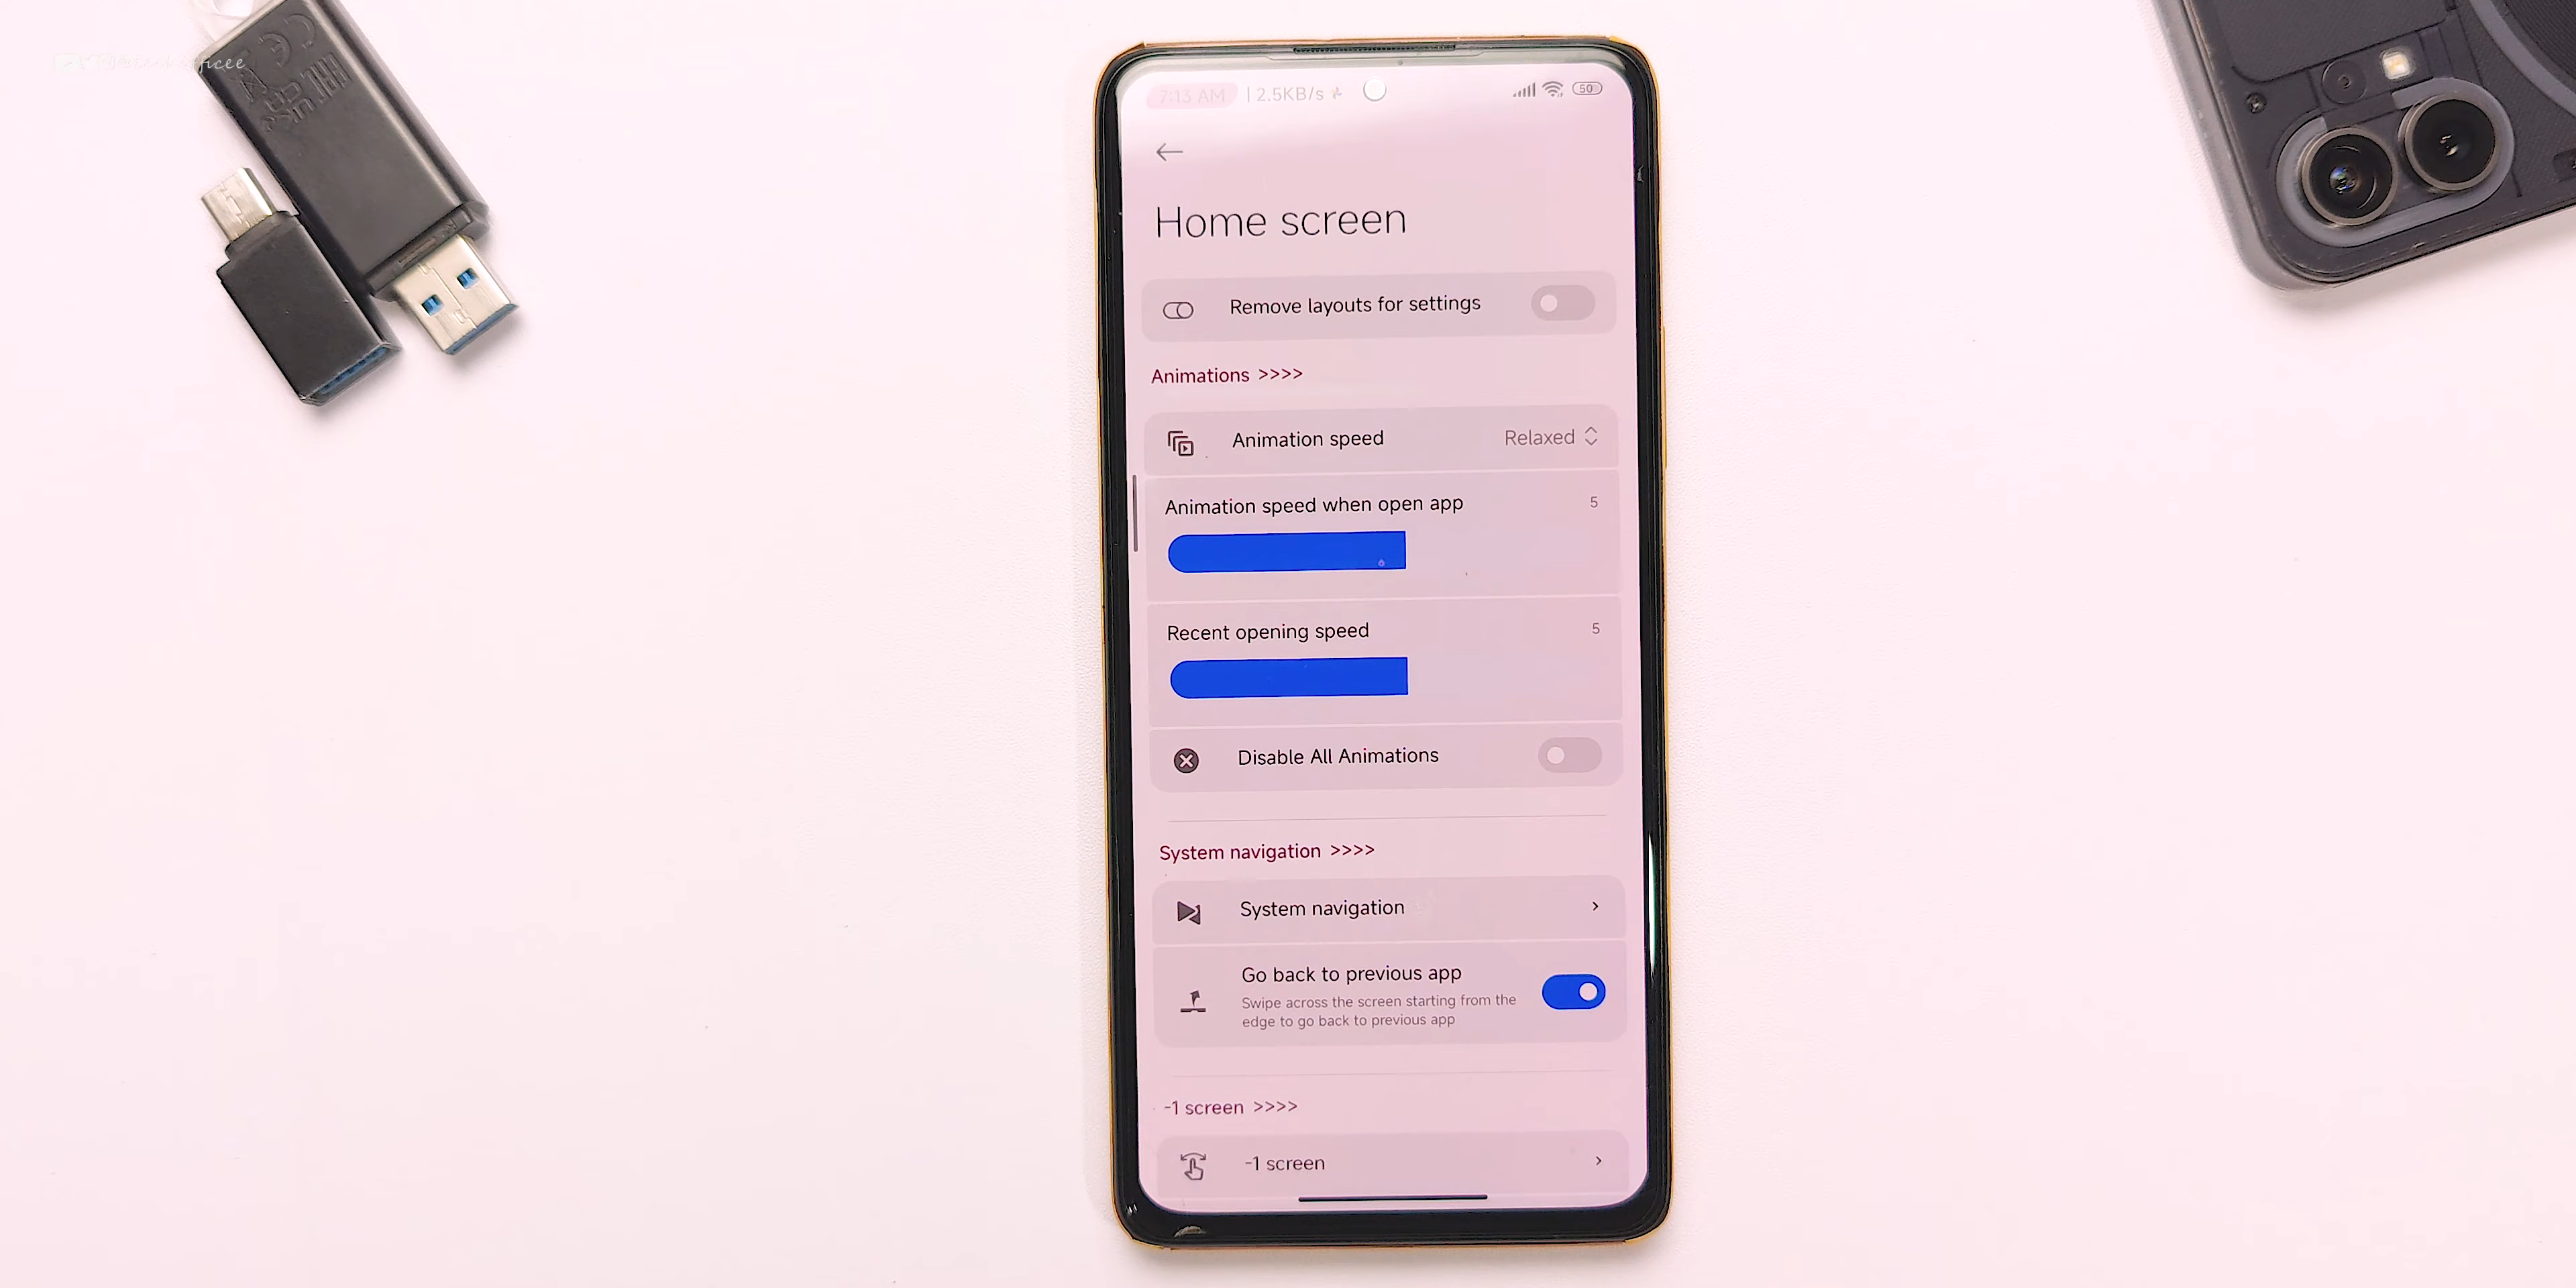 7:13 AM | 2.5KB/s
50
Home screen
Remove layouts for settings
Animations >>>>
Animation speed Relaxed
Animation speed when open app 5
Recent opening speed 5
Disable All Animations
System navigation >>>>
System navigation >
Go back to previous app
Swipe across the screen starting from the
edge to go back to previous app
-1 screen >>>>
-1 screen >